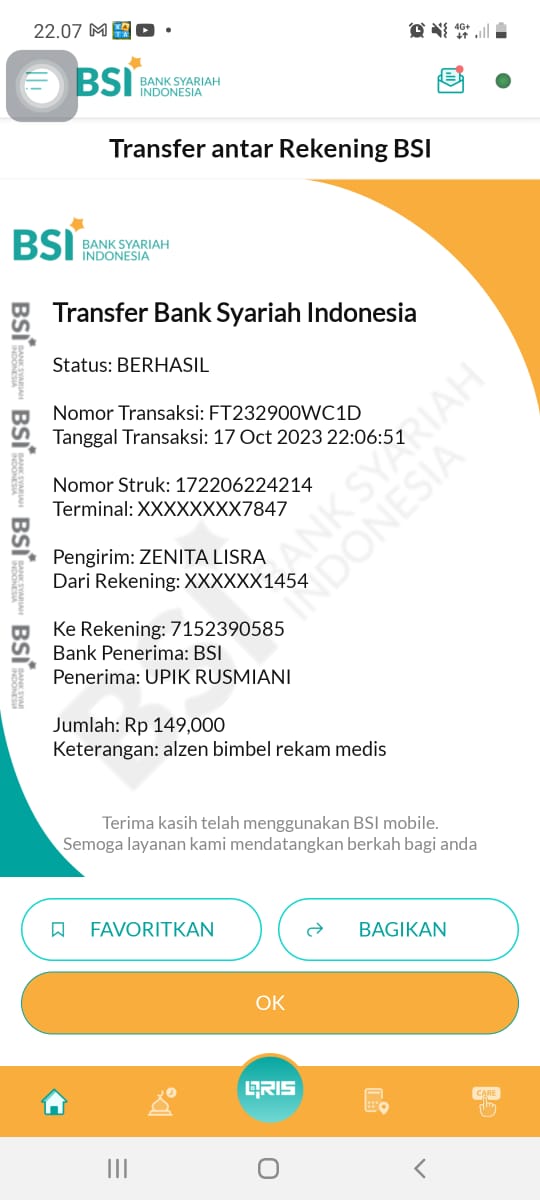 22.07
4G+
BSI BANK SYARIAH
INDONESIA
Transfer antar Rekening BSI
BSI BANK SYARIAH
INDONESIA
Transfer Bank Syariah Indonesia
Status: BERHASIL
Nomor Transaksi: FT232900WC1D
Tanggal Transaksi: 17 Oct 2023 22:06:51
Nomor Struk: 172206224214
Terminal: XXXXXXXX7847
Pengirim: ZENITA LISRA
Dari Rekening: XXXXXX1454
Ke Rekening: 7152390585
Bank Penerima: BSI
Penerima: UPIK RUSMIANI
Jumlah: Rp 149,000
Keterangan: alzen bimbel rekam medis
BSI BANK SYARIAH
INDONESIA
BSI BANK SYARIAH
INDONESIA
BSI BANK SYARIAH
INDONESIA
BSI BANK SYAR
INDONESI
BSI BANK SYARIAH
INDONESIA
Terima kasih telah menggunakan BSI mobile.
Semoga layanan kami mendatangkan berkah bagi anda
FAVORITKAN
BAGIKAN
OK
QRIS
CARE